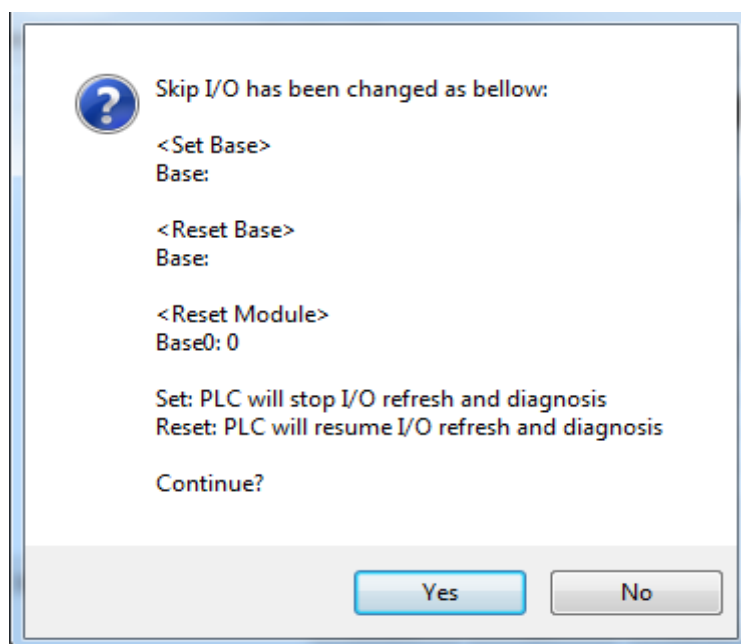 Skip I/O has been changed as bellow:
<Set Base>
Base:
<Reset Base>
Base:
<Reset Module>
Base0: 0
Set: PLC will stop I/O refresh and diagnosis
Reset: PLC will resume I/O refresh and diagnosis
Continue?
Yes
No